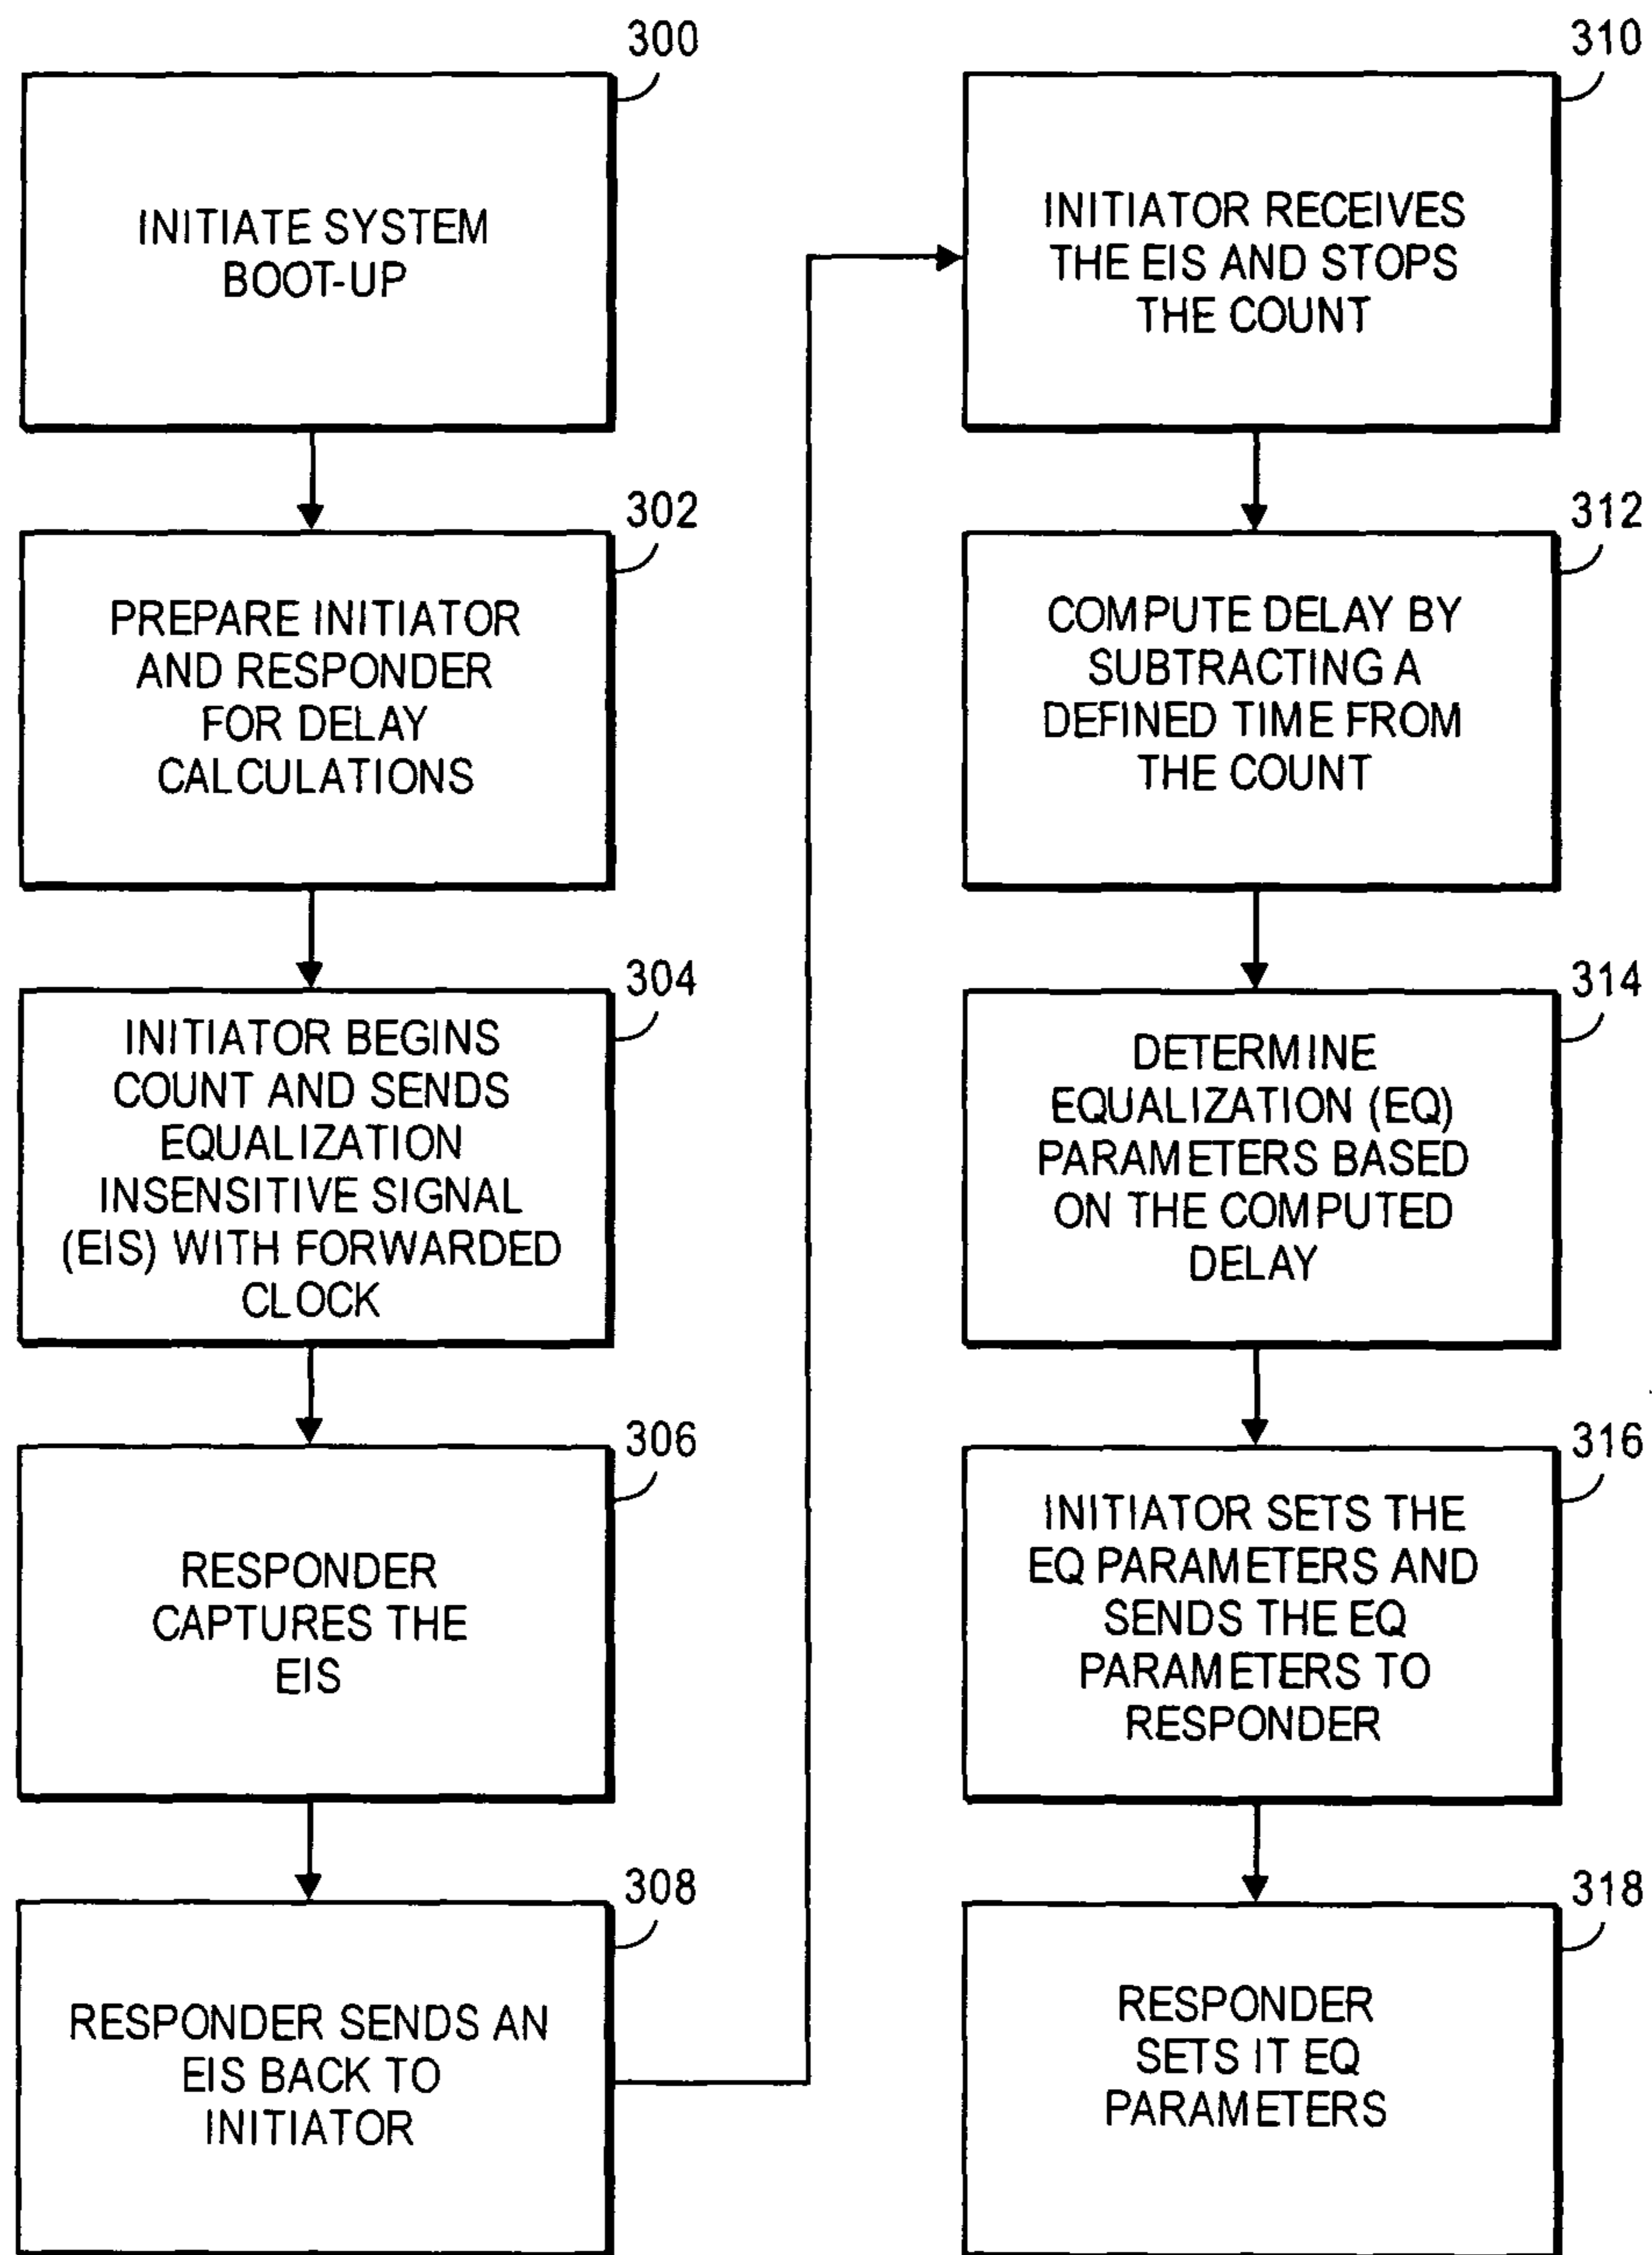 300
INITIATE SYSTEM
BOOT-UP
302
PREPARE INITIATOR
AND RESPONDER
FOR DELAY
CALCULATIONS
304
INITIATOR BEGINS
COUNT AND SENDS
EQUALIZATION
INSENSITIVE SIGNAL
(EIS) WITH FORWARDED
CLOCK
306
RESPONDER
CAPTURES THE
EIS
308
RESPONDER SENDS AN
EIS BACK TO
INITIATOR
310
INITIATOR RECEIVES
THE EIS AND STOPS
THE COUNT
312
COMPUTE DELAY BY
SUBTRACTING A
DEFINED TIME FROM
THE COUNT
314
DETERMINE
EQUALIZATION (EQ)
PARAMETERS BASED
ON THE COMPUTED
DELAY
316
INITIATOR SETS THE
EQ PARAMETERS AND
SENDS THE EQ
PARAMETERS TO
RESPONDER
318
RESPONDER
SETS IT EQ
PARAMETERS